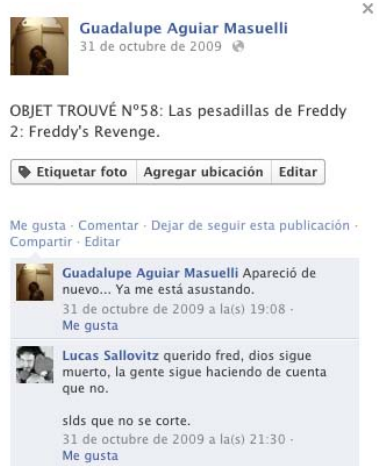 Guadalupe Aguiar Masuelli
31 de octubre de 2009
OBJET TROUVÉ Nº58: Las pesadillas de Freddy
2: Freddy's Revenge.
Etiquetar foto Agregar ubicación Editar
Me gusta · Comentar · Dejar de seguir esta publicación ·
Compartir · Editar
Guadalupe Aguiar Masuelli Apareció de
nuevo... Ya me está asustando.
31 de octubre de 2009 a la(s) 19:08 ·
Me gusta
Lucas Sallovitz querido fred, dios sigue
muerto, la gente sigue haciendo de cuenta
que no.
slds que no se corte.
31 de octubre de 2009 a la(s) 21:30 ·
Me gusta